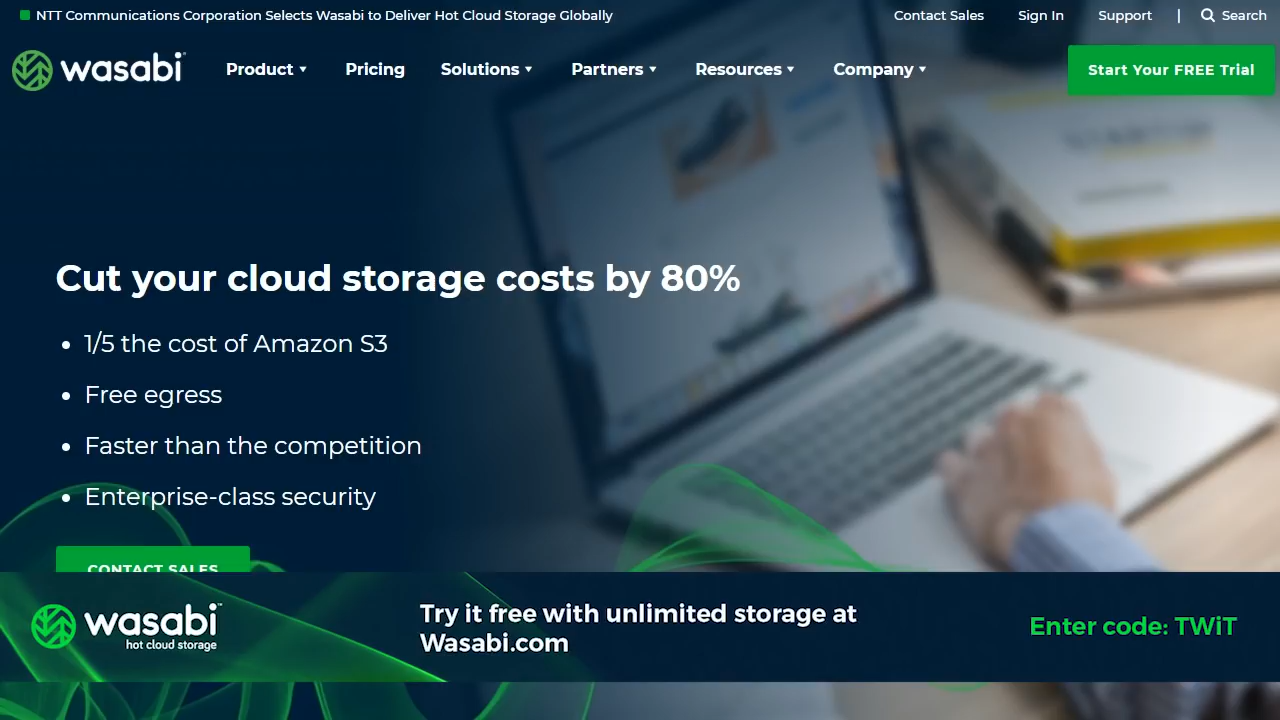 NTT Communications Corporation Selects Wasabi to Deliver Hot Cloud Storage Globally
Contact Sales Sign In Support | Search
wasabi Product Pricing Solutions Partners Resources Company Start Your FREE Trial
Cut your cloud storage costs by 80%
1/5 the cost of Amazon S3
Free egress
Faster than the competition
Enterprise-class security
CONTACT SALES
wasabi
hot cloud storage
Try it free with unlimited storage at
Wasabi.com
Enter code: TWiT